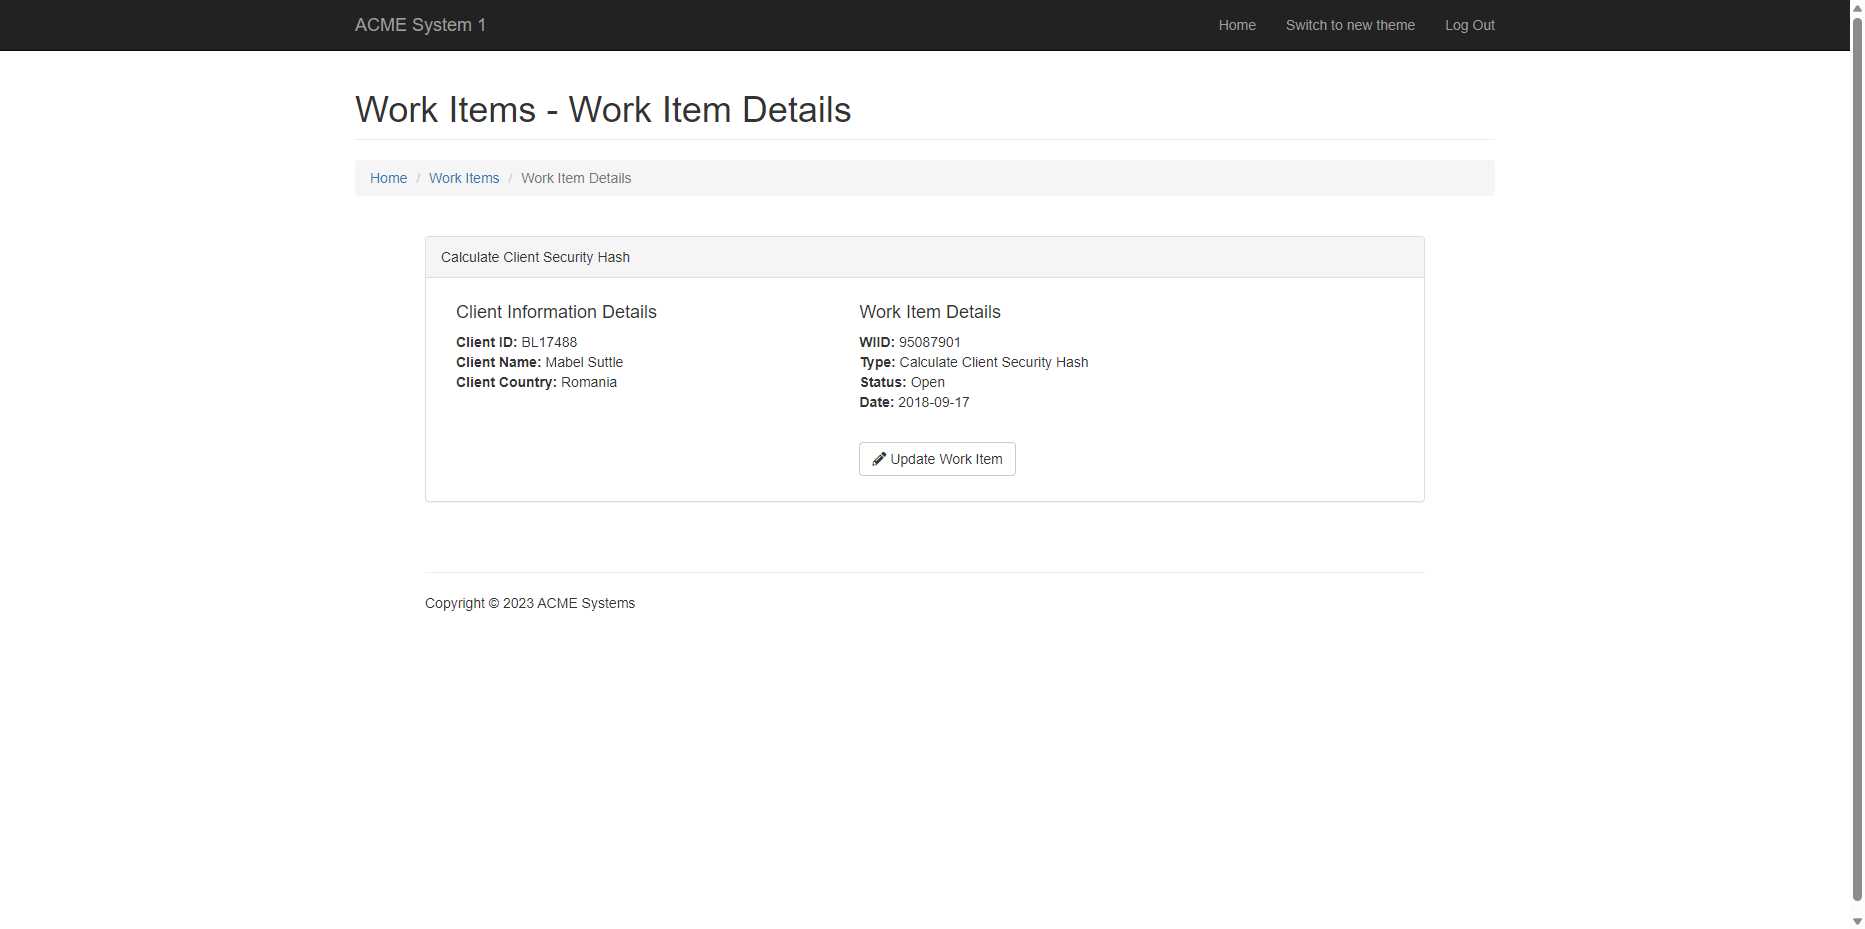 ACME System 1
Home Switch to new theme Log Out
Work Items - Work Item Details
Home / Work Items / Work Item Details
Calculate Client Security Hash
Client Information Details
Client ID: BL17488
Client Name: Mabel Suttle
Client Country: Romania
Work Item Details
WIID: 95087901
Type: Calculate Client Security Hash
Status: Open
Date: 2018-09-17
Update Work Item
Copyright © 2023 ACME Systems